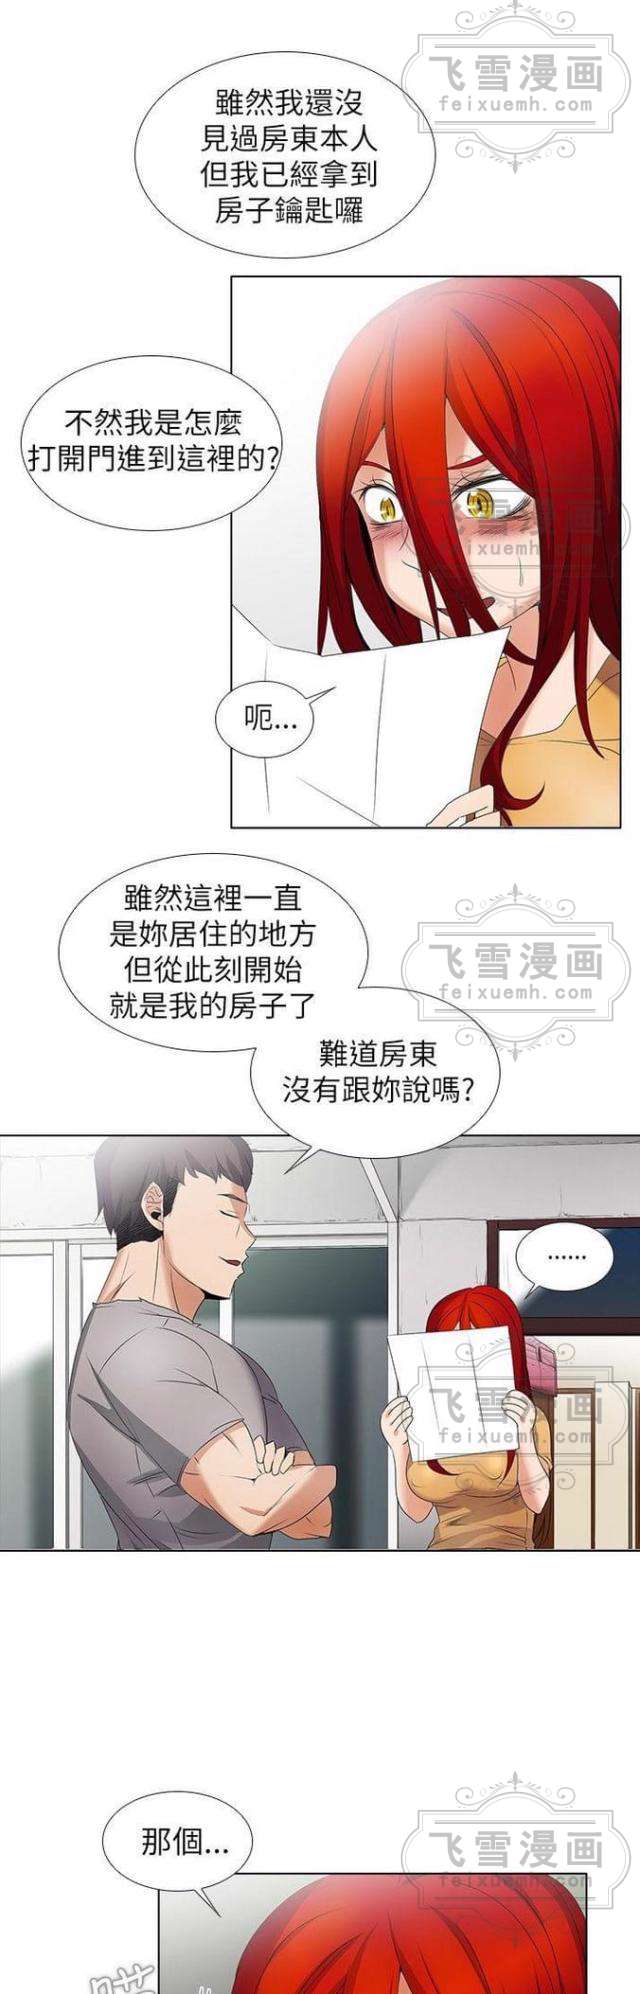 飞雪漫画
feixuemh.com
雖然我還沒
見過房東本人
但我已經拿到
房子鑰匙囉
不然我是怎麼
打開門進到這裡的?
飞雪漫画
feixuemh.com
呃...
雖然這裡一直
是妳居住的地方
但從此刻開始
就是我的房子了
飞雪漫画
feixuemh.com
難道房東
沒有跟妳說嗎?
......
飞雪漫画
feixuemh.com
那個...
飞雪漫画
feixuemh.com